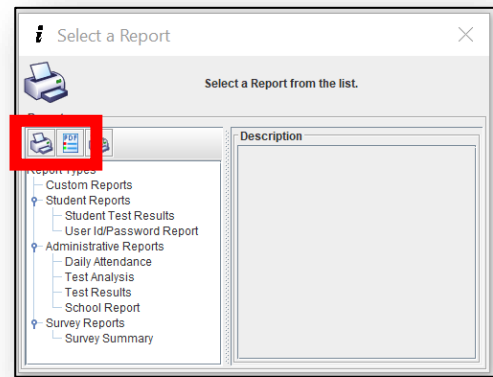 i Select a Report
Select a Report from the list.
PDF
Description
Report Types
Custom Reports
Student Reports
Student Test Results
User Id/Password Report
Administrative Reports
Daily Attendance
Test Analysis
Test Results
School Report
Survey Reports
Survey Summary